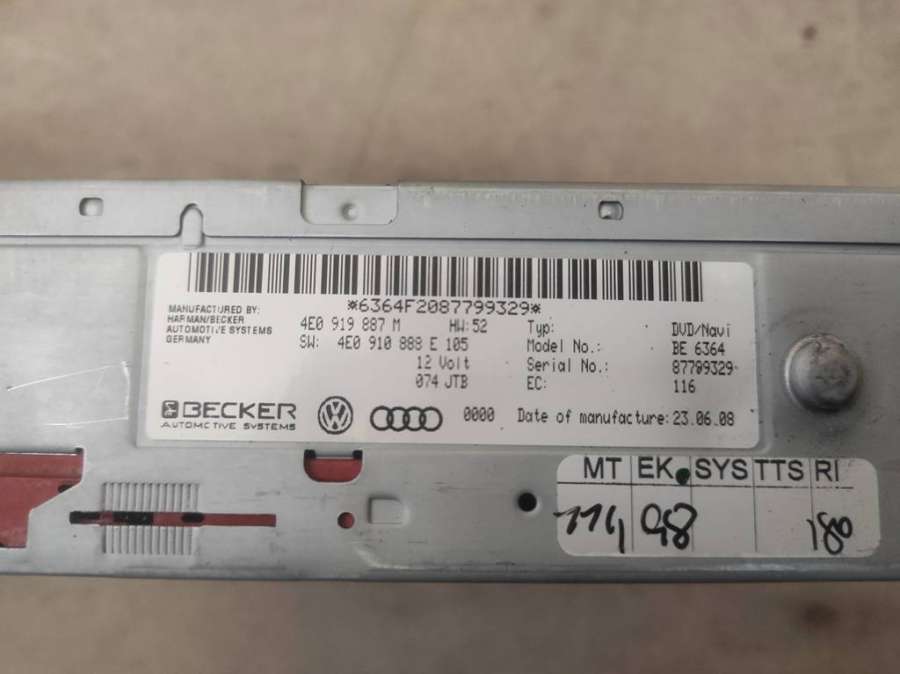 *6364F2087799329*
MANUFACTURED BY:
HARMAN/BECKER
AUTOMOTIVE SYSTEMS
GERMANY
4E0 919 887 M HW:52
SW: 4E0 910 888 E 105
12 Volt
074 JTB
Typ: DVD/Navi
Model No.: BE 6364
Serial No.: 87799329
EC: 116
BECKER
AUTOMOTIVE SYSTEMS
0000 Date of manufacture: 23.06.08
MT EK SYS TTS RI